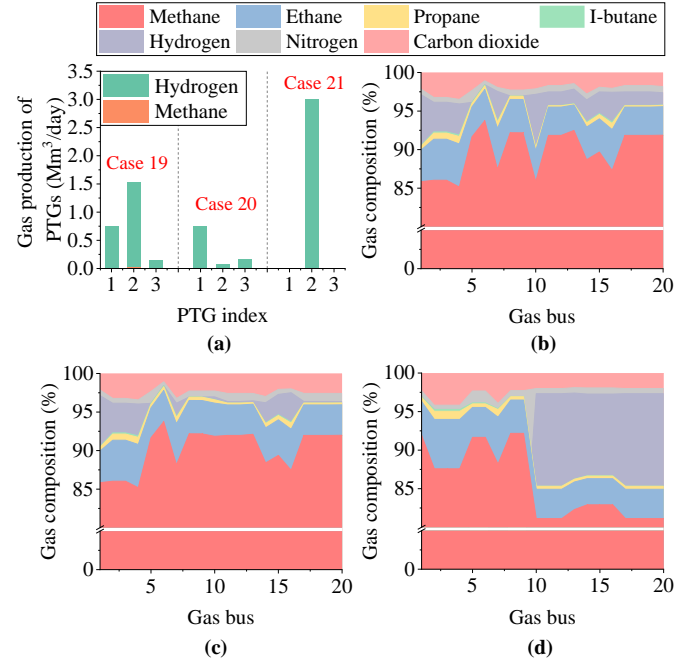 Methane Ethane Propane I-butane
Hydrogen Nitrogen Carbon dioxide
Gas production of
PTGs (Mm³/day)
3.5
3.0
2.5
2.0
1.5
1.0
0.5
0.0
Hydrogen
Methane
Case 19
Case 20
Case 21
1 2 3 1 2 3 1 2 3
PTG index
(a)
Gas composition (%)
100
95
90
85
0
5 10 15 20
Gas bus
(b)
Gas composition (%)
100
95
90
85
0
5 10 15 20
Gas bus
(c)
Gas composition (%)
100
95
90
85
0
5 10 15 20
Gas bus
(d)